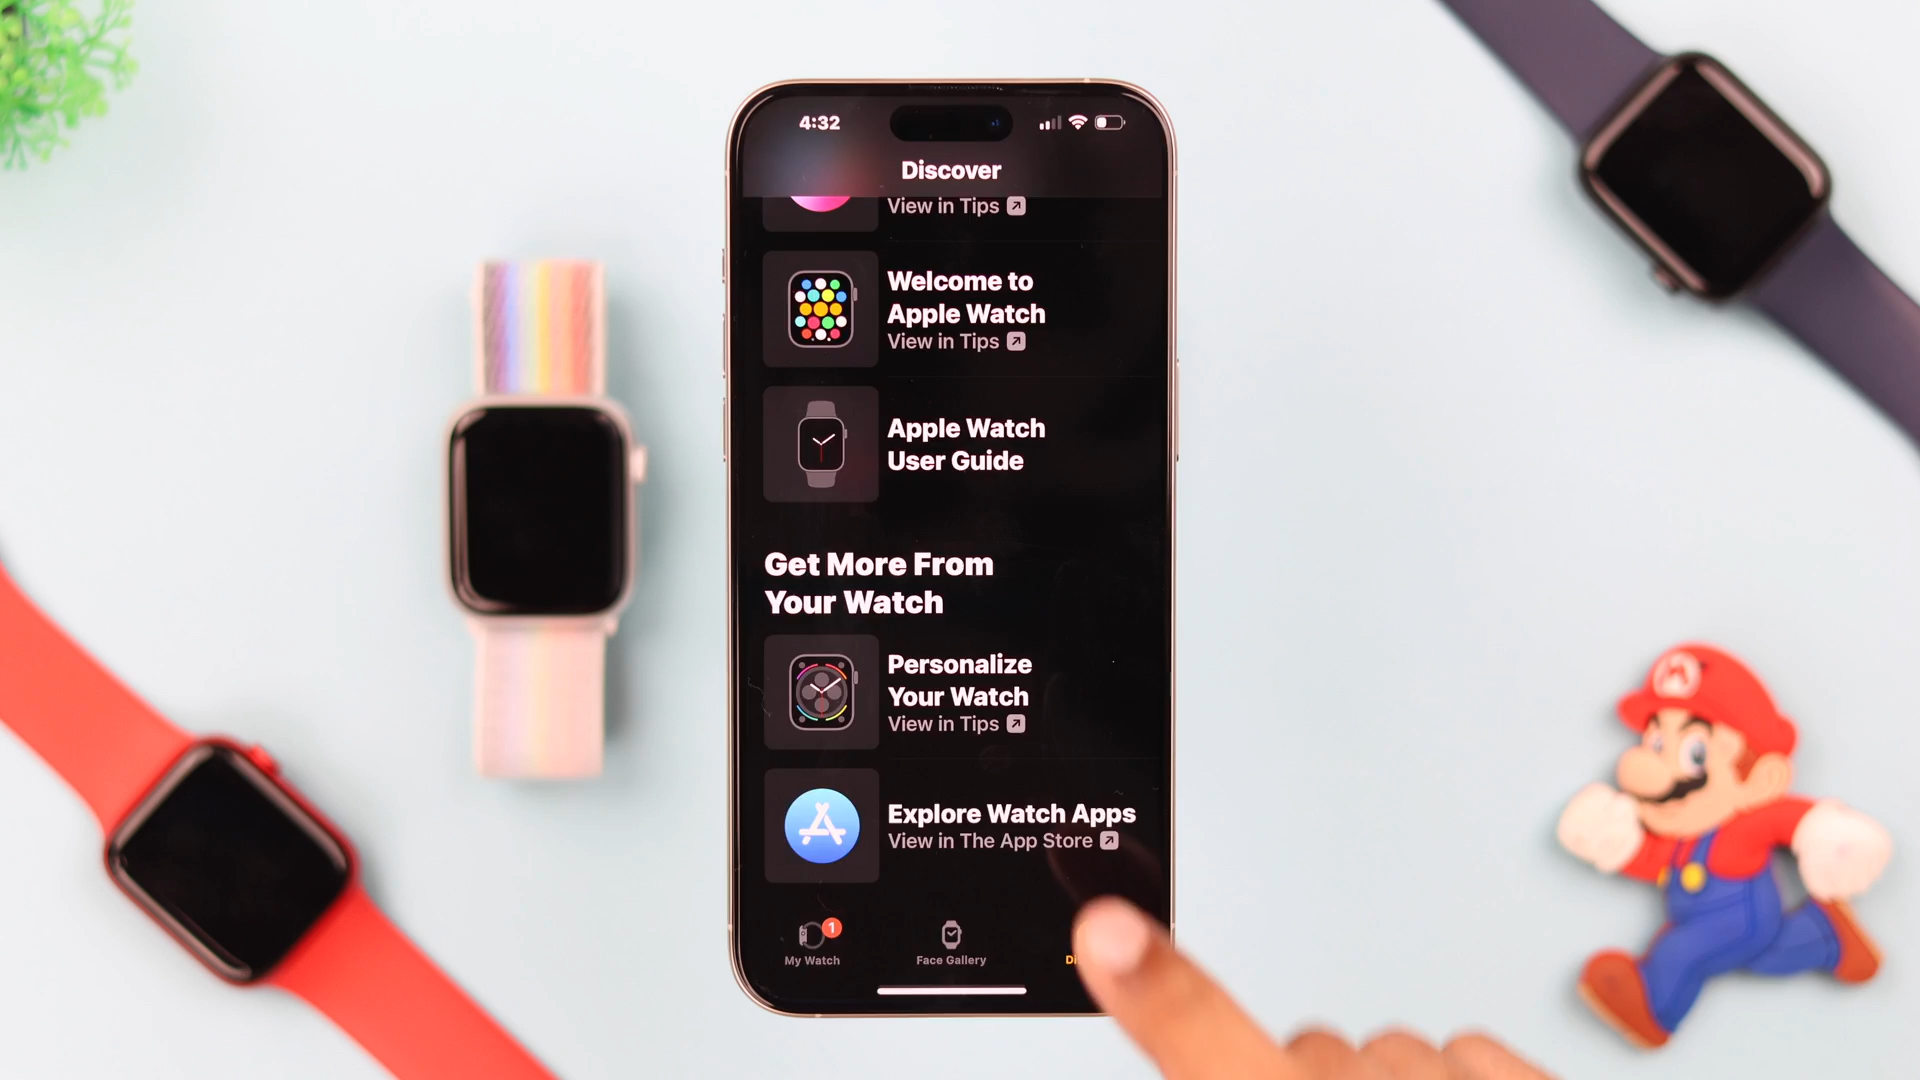 4:32
Discover
View in Tips
Welcome to
Apple Watch
View in Tips
Apple Watch
User Guide
Get More From
Your Watch
Personalize
Your Watch
View in Tips
Explore Watch Apps
View in The App Store
1
My Watch
Face Gallery
M